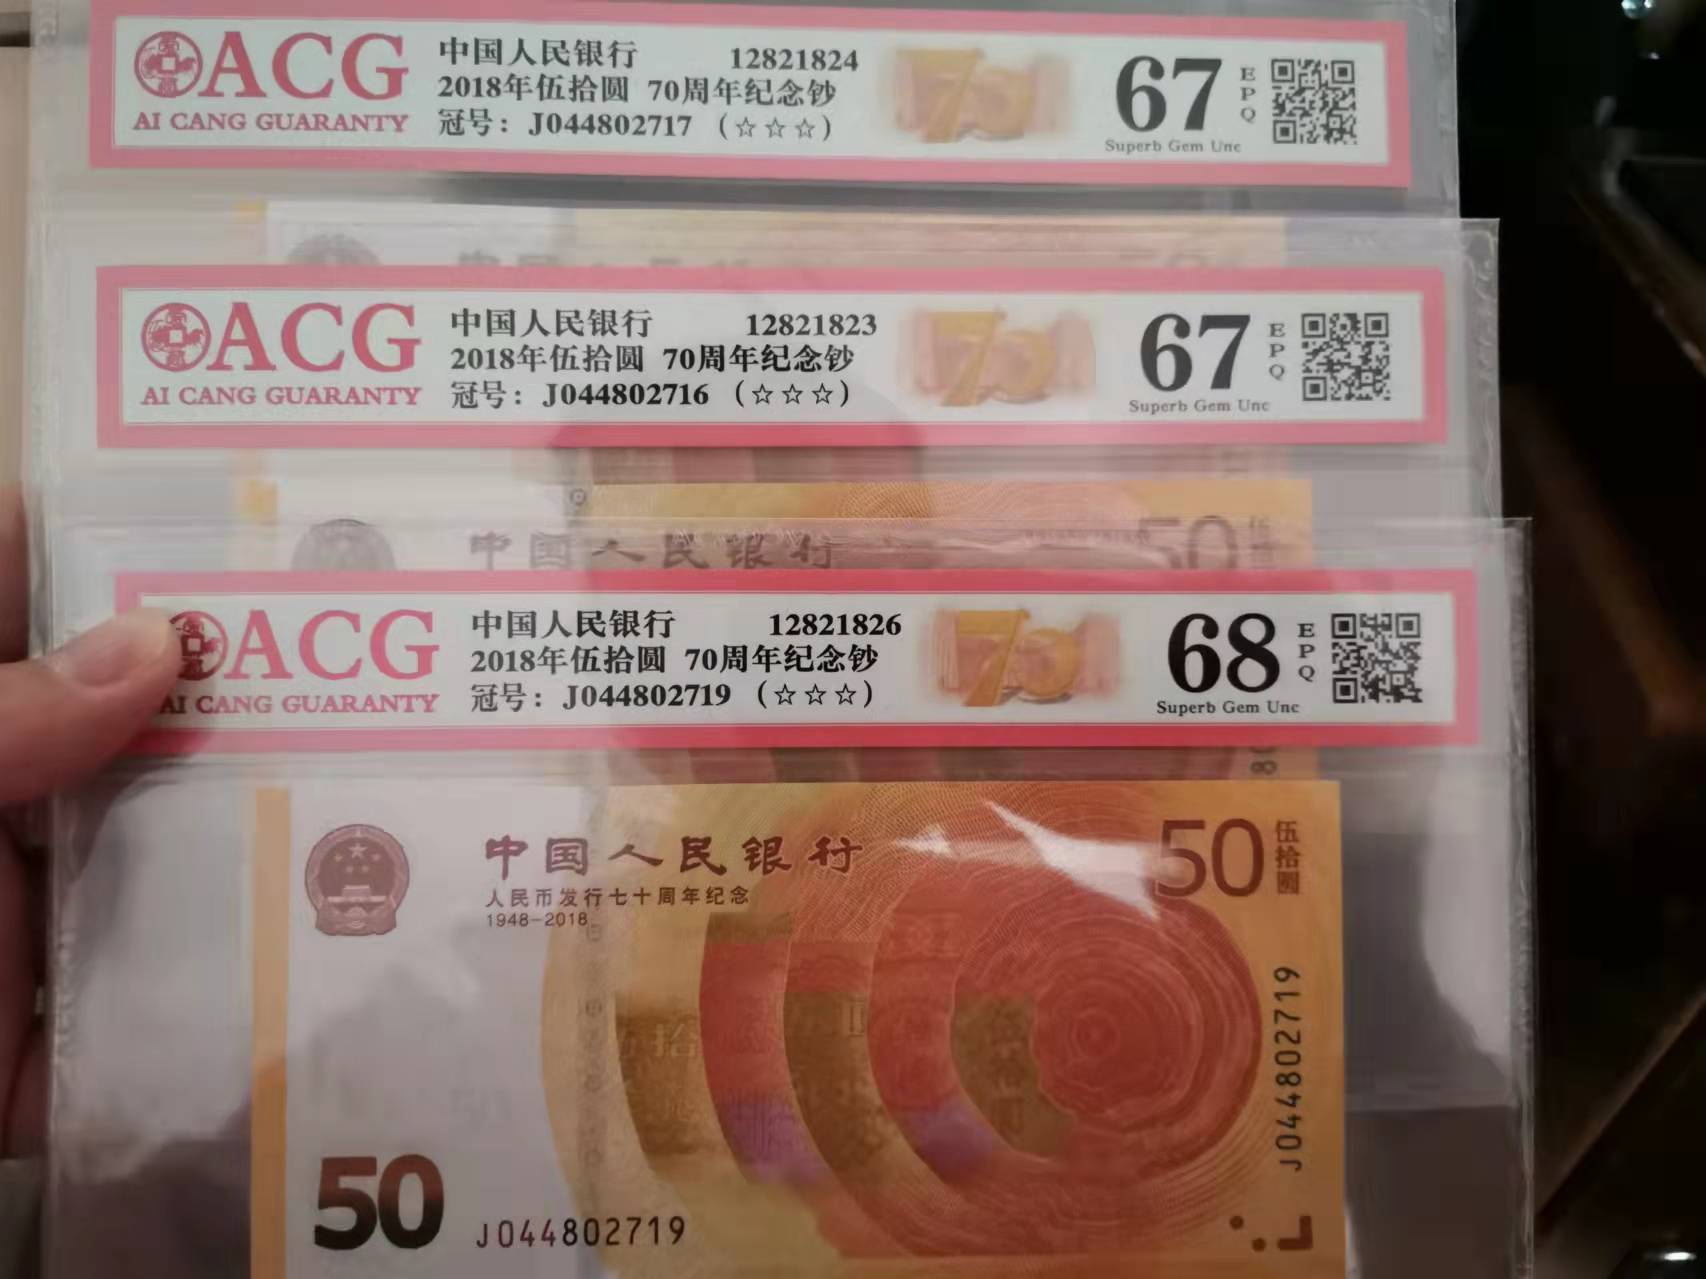 ACG
AI CANG GUARANTY
中国人民银行 12821824
2018年伍拾圆 70周年纪念钞
冠号：J044802717 （☆☆☆）
70
67
EPQ
Superb Gem Unc
ACG
AI CANG GUARANTY
中国人民银行 12821823
2018年伍拾圆 70周年纪念钞
冠号：J044802716 （☆☆☆）
70
67
EPQ
Superb Gem Unc
中国人民银行
50
ACG
AI CANG GUARANTY
中国人民银行 12821826
2018年伍拾圆 70周年纪念钞
冠号：J044802719 （☆☆☆）
70
68
EPQ
Superb Gem Unc
中国人民银行
人民币发行七十周年纪念
1948-2018
50
伍拾圆
J044802719
50
J044802719